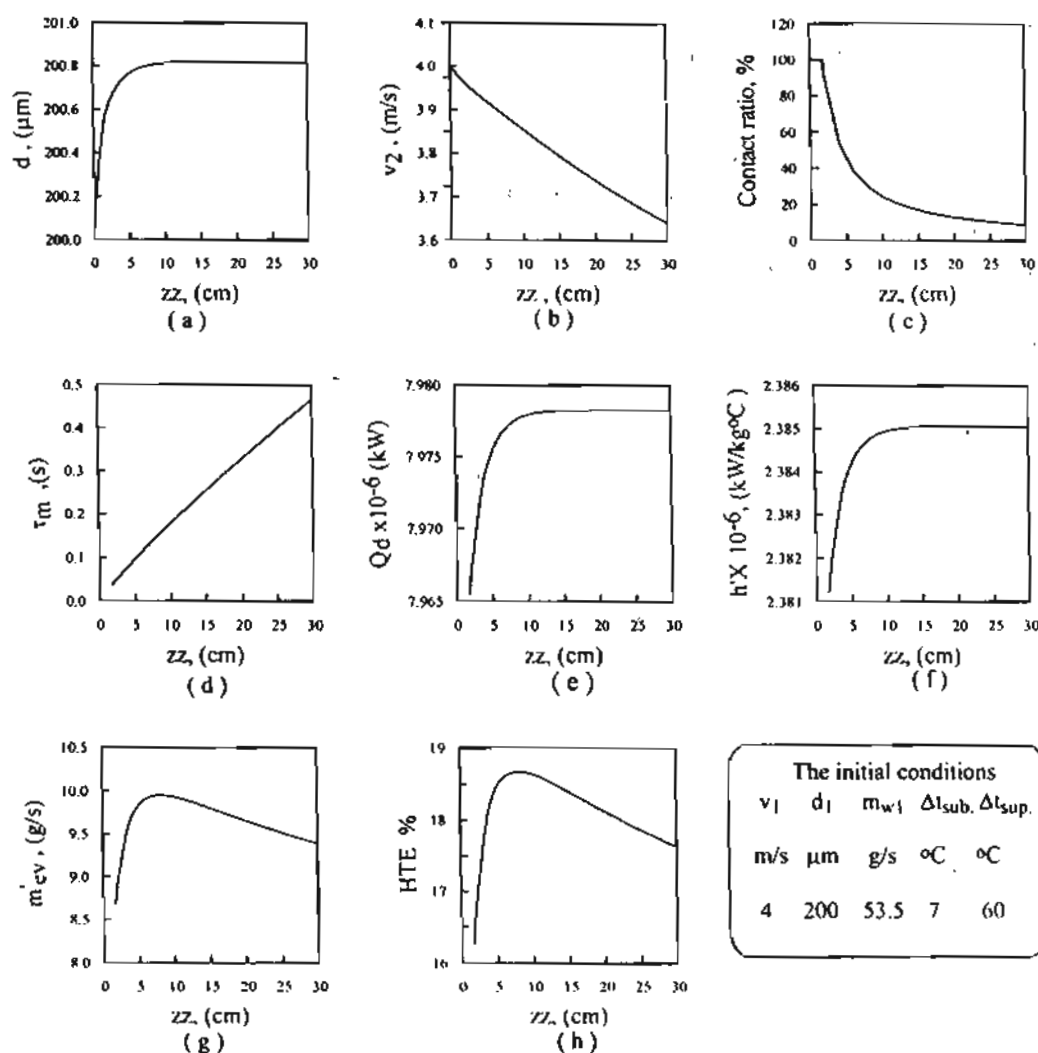 201.0
200.8
200.6
200.4
200.2
200.0
d , (µm)
0 5 10 15 20 25 30
zz, (cm)
( a )
4.1
4.0
3.9
3.8
3.7
3.6
v2 , (m/s)
0 5 10 15 20 25 30
zz , (cm)
( b )
120
100
80
60
40
20
0
Contact ratio, %
0 5 10 15 20 25 30
zz, (cm)
( c )
0.5
0.4
0.3
0.2
0.1
0.0
τm ,(s)
0 5 10 15 20 25 30
zz, (cm)
( d )
7.980
7.975
7.970
7.965
Qd x10-6 (kW)
0 5 10 15 20 25 30
zz, (cm)
( e )
2.386
2.385
2.384
2.383
2.382
2.381
h'X 10-6, (kW/kgoC )
0 5 10 15 20 25 30
zz, (cm)
( f )
10.5
10.0
9.5
9.0
8.5
8.0
m'ev , (g/s)
0 5 10 15 20 25 30
zz, (cm)
( g )
19
18
17
16
HTE %
0 5 10 15 20 25 30
zz, (cm)
( h )
The initial conditions
v1 d1 mw1 Δtsub. Δtsup.
m/s µm g/s oC oC
4 200 53.5 7 60